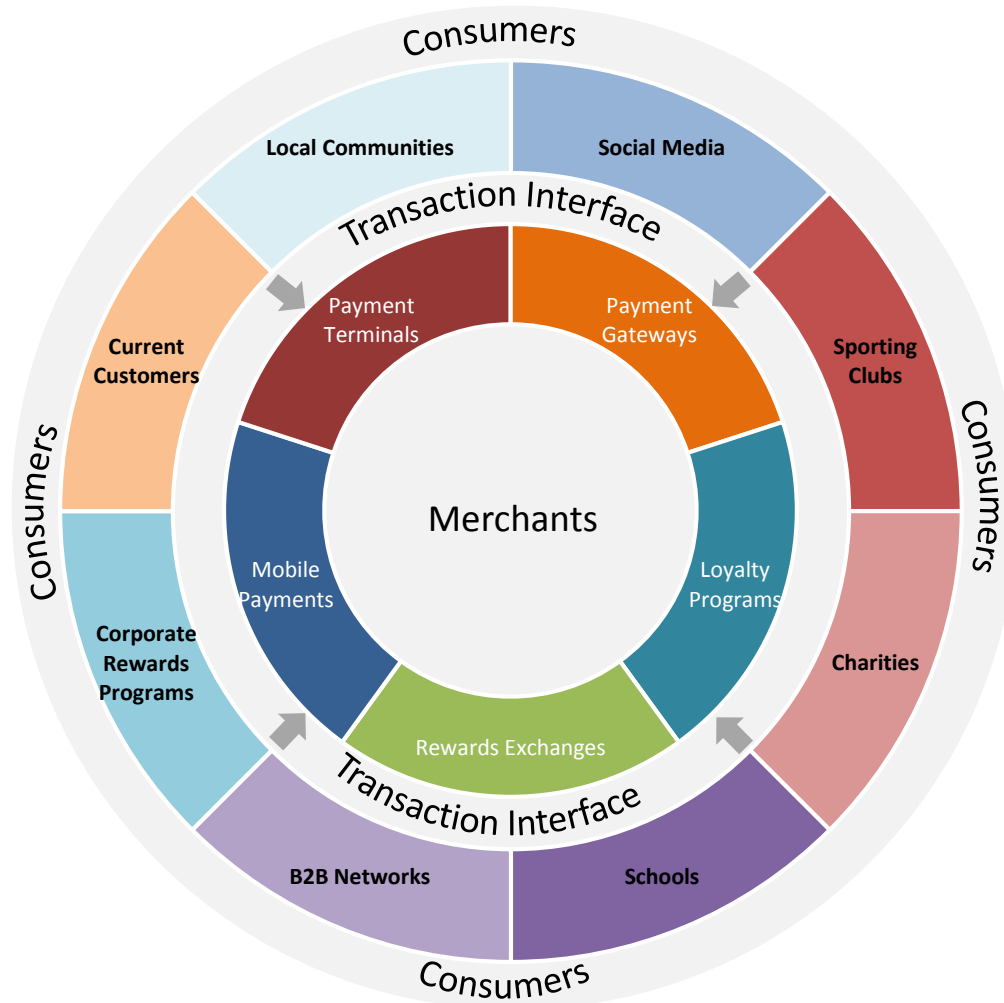 Consumers
Local Communities
Social Media
Transaction Interface
Payment
Terminals
Payment
Gateways
Current
Customers
Sporting
Clubs
Consumers
Consumers
Merchants
Mobile
Payments
Loyalty
Programs
Corporate
Rewards
Programs
Charities
Rewards Exchanges
Transaction Interface
B2B Networks
Schools
Consumers